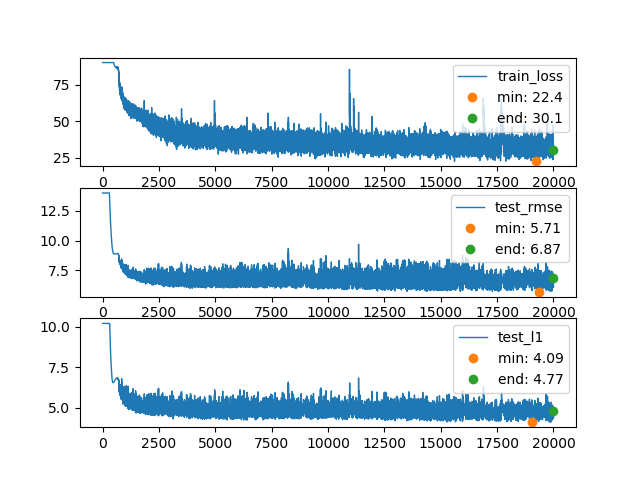 75
50
25
train_loss
min: 22.4
end: 30.1
0 2500 5000 7500 10000 12500 15000 17500 20000
12.5
10.0
7.5
test_rmse
min: 5.71
end: 6.87
0 2500 5000 7500 10000 12500 15000 17500 20000
10.0
7.5
5.0
test_l1
min: 4.09
end: 4.77
0 2500 5000 7500 10000 12500 15000 17500 20000